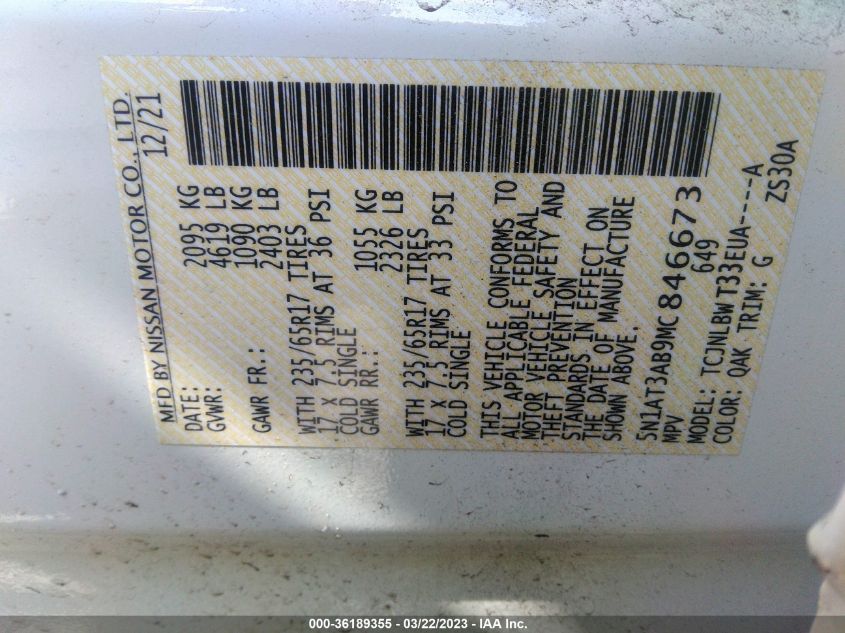 MFD BY NISSAN MOTOR CO., LTD.
DATE: 12/21
GVWR: 2095 KG
4619 LB
GAWR FR.: 1090 KG
2403 LB
WITH 235/65R17 TIRES
17 X 7.5 RIMS AT 36 PSI
COLD SINGLE
GAWR RR.: 1055 KG
2326 LB
WITH 235/65R17 TIRES
17 X 7.5 RIMS AT 33 PSI
COLD SINGLE
THIS VEHICLE CONFORMS TO
ALL APPLICABLE FEDERAL
MOTOR VEHICLE SAFETY AND
THEFT PREVENTION
STANDARDS IN EFFECT ON
THE DATE OF MANUFACTURE
SHOWN ABOVE.
5N1AT3AB9MC846673
MPV 649
MODEL: TCJNLBWT33EUA----A
COLOR: QAK TRIM: G ZS30A
000-36189355 - 03/22/2023 - IAA Inc.